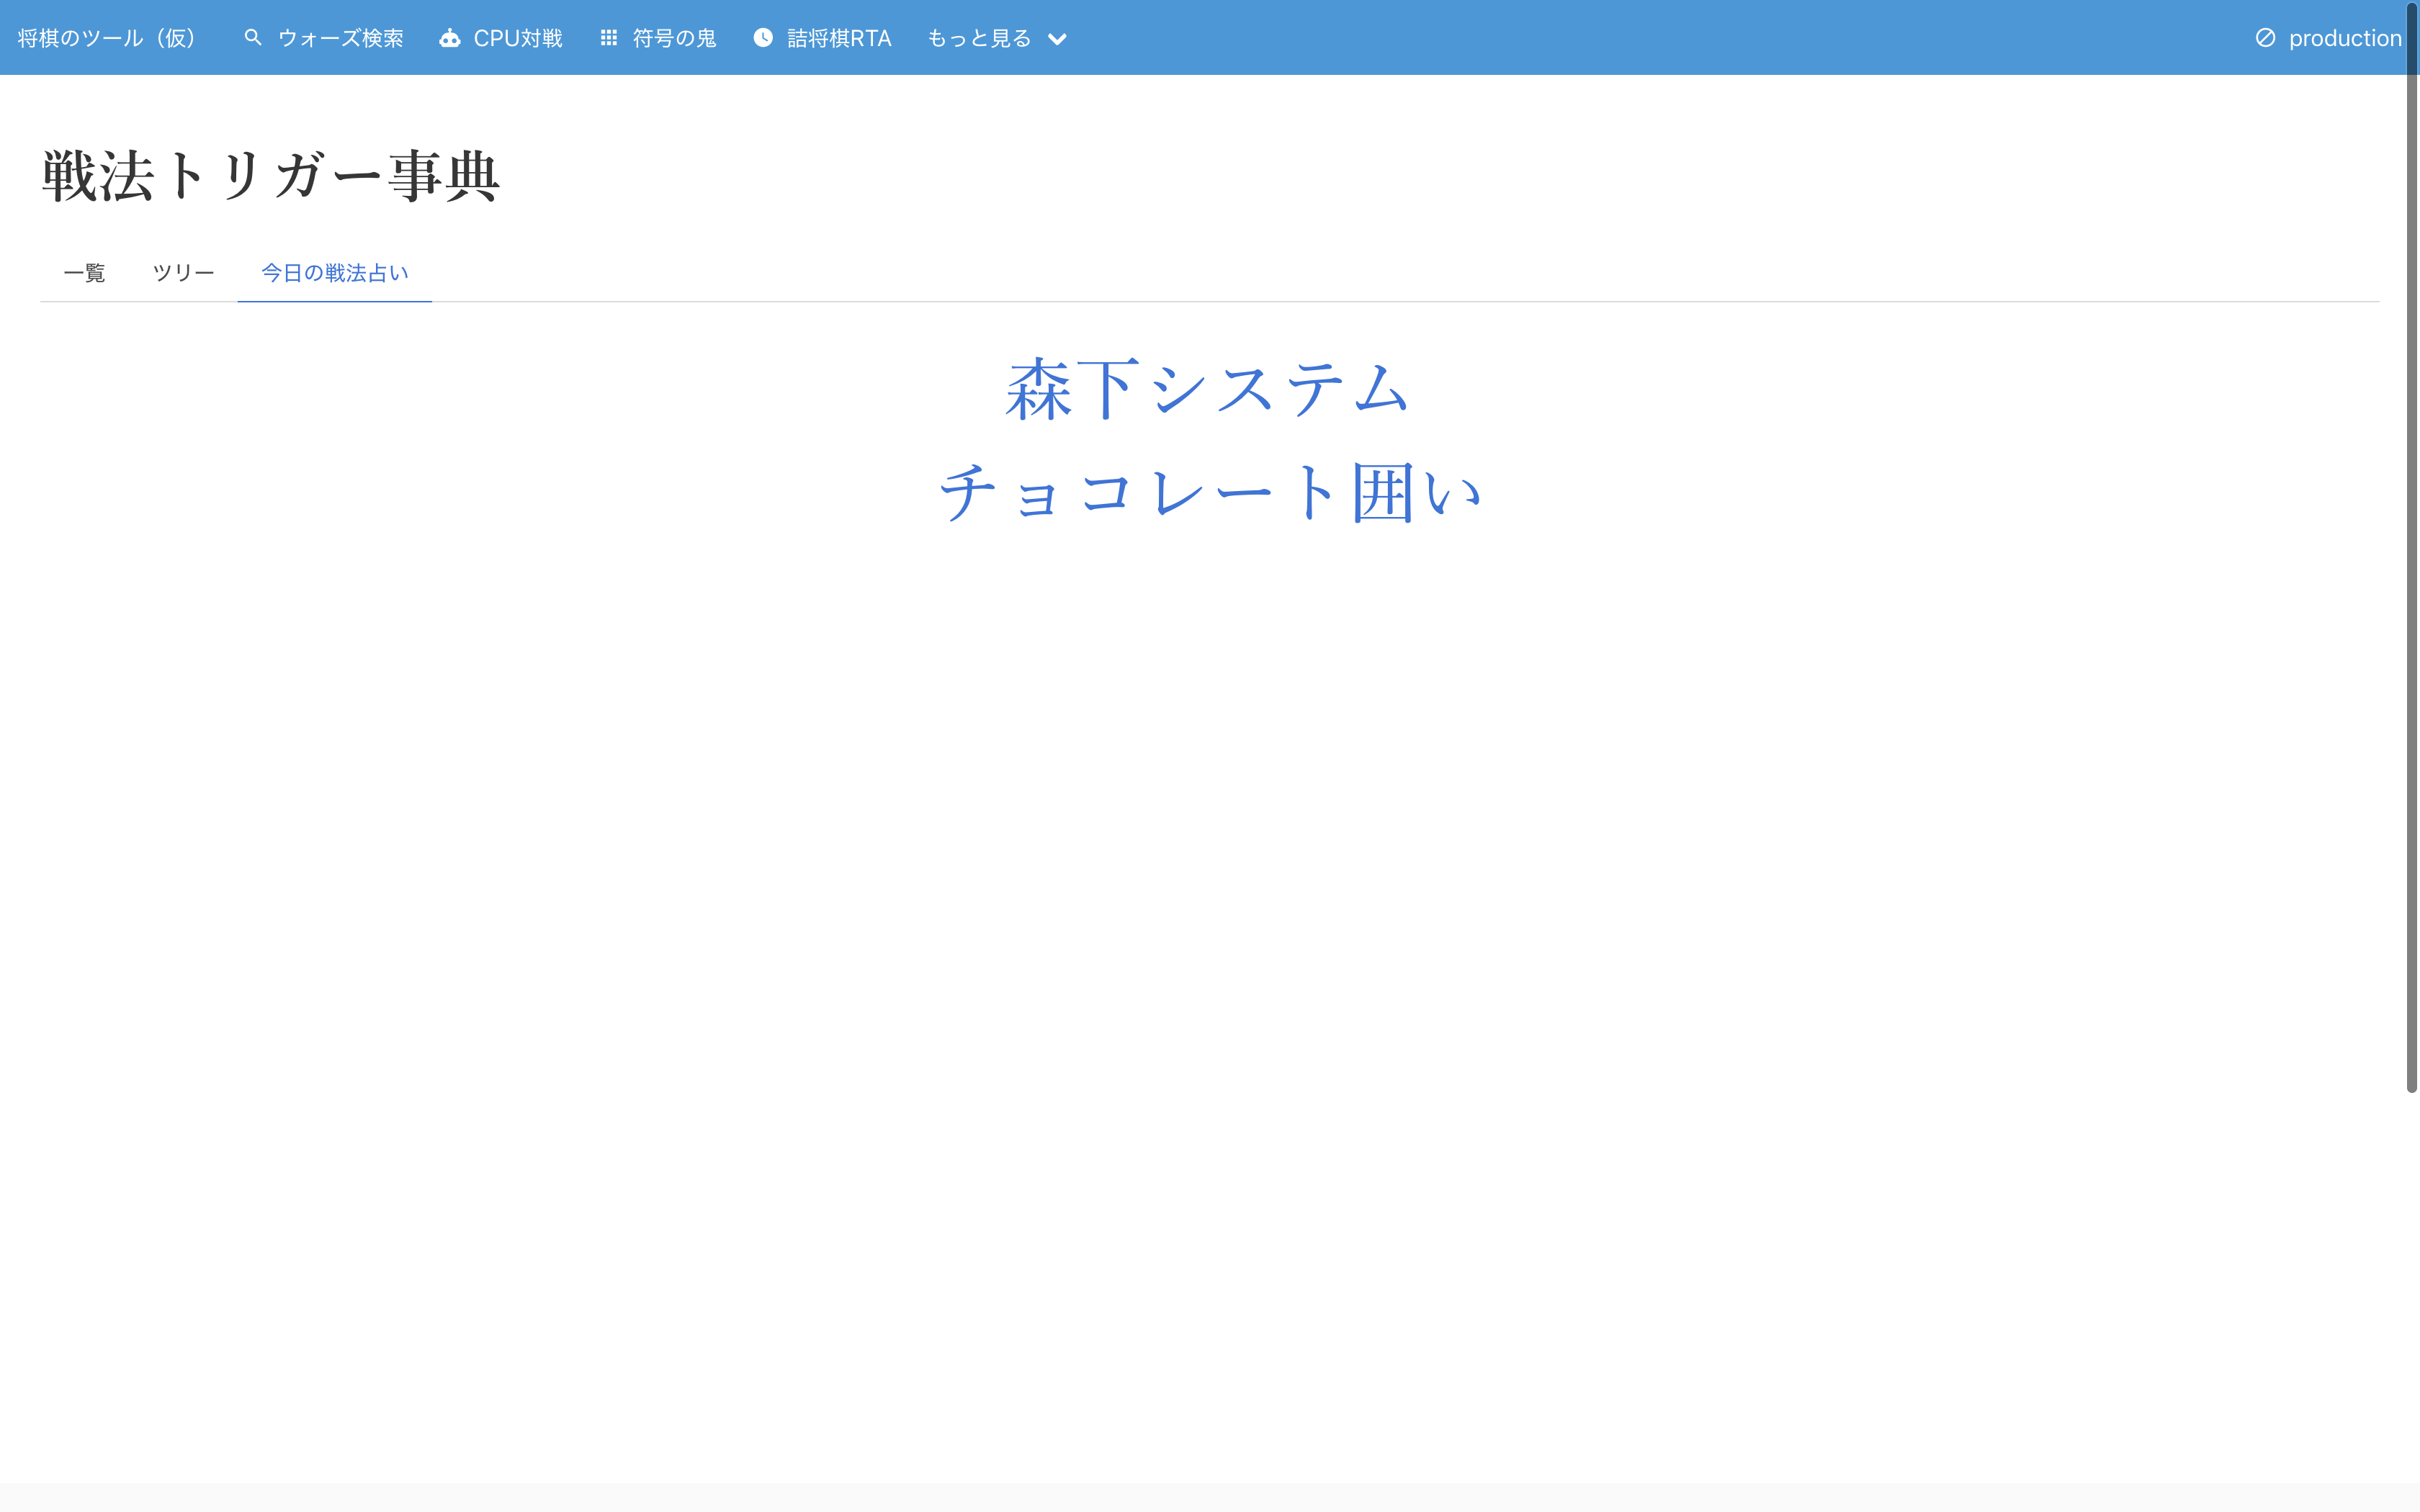 将棋のツール（仮） ウォーズ検索 CPU対戦 符号の鬼 詰将棋RTA もっと見る production
戦法トリガー事典
一覧 ツリー 今日の戦法占い
森下システム
チョコレート囲い